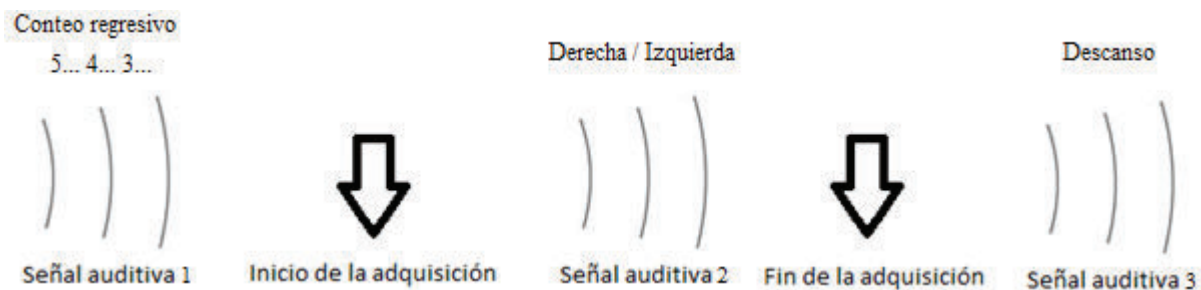 Conteo regresivo
5... 4... 3...
Derecha / Izquierda
Descanso
Señal auditiva 1
Inicio de la adquisición
Señal auditiva 2
Fin de la adquisición
Señal auditiva 3